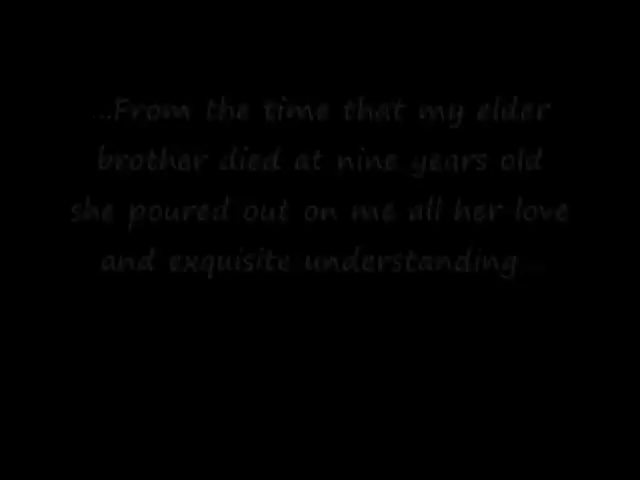 ...From the time that my elder
brother died at nine years old
she poured out on me all her love
and exquisite understanding...